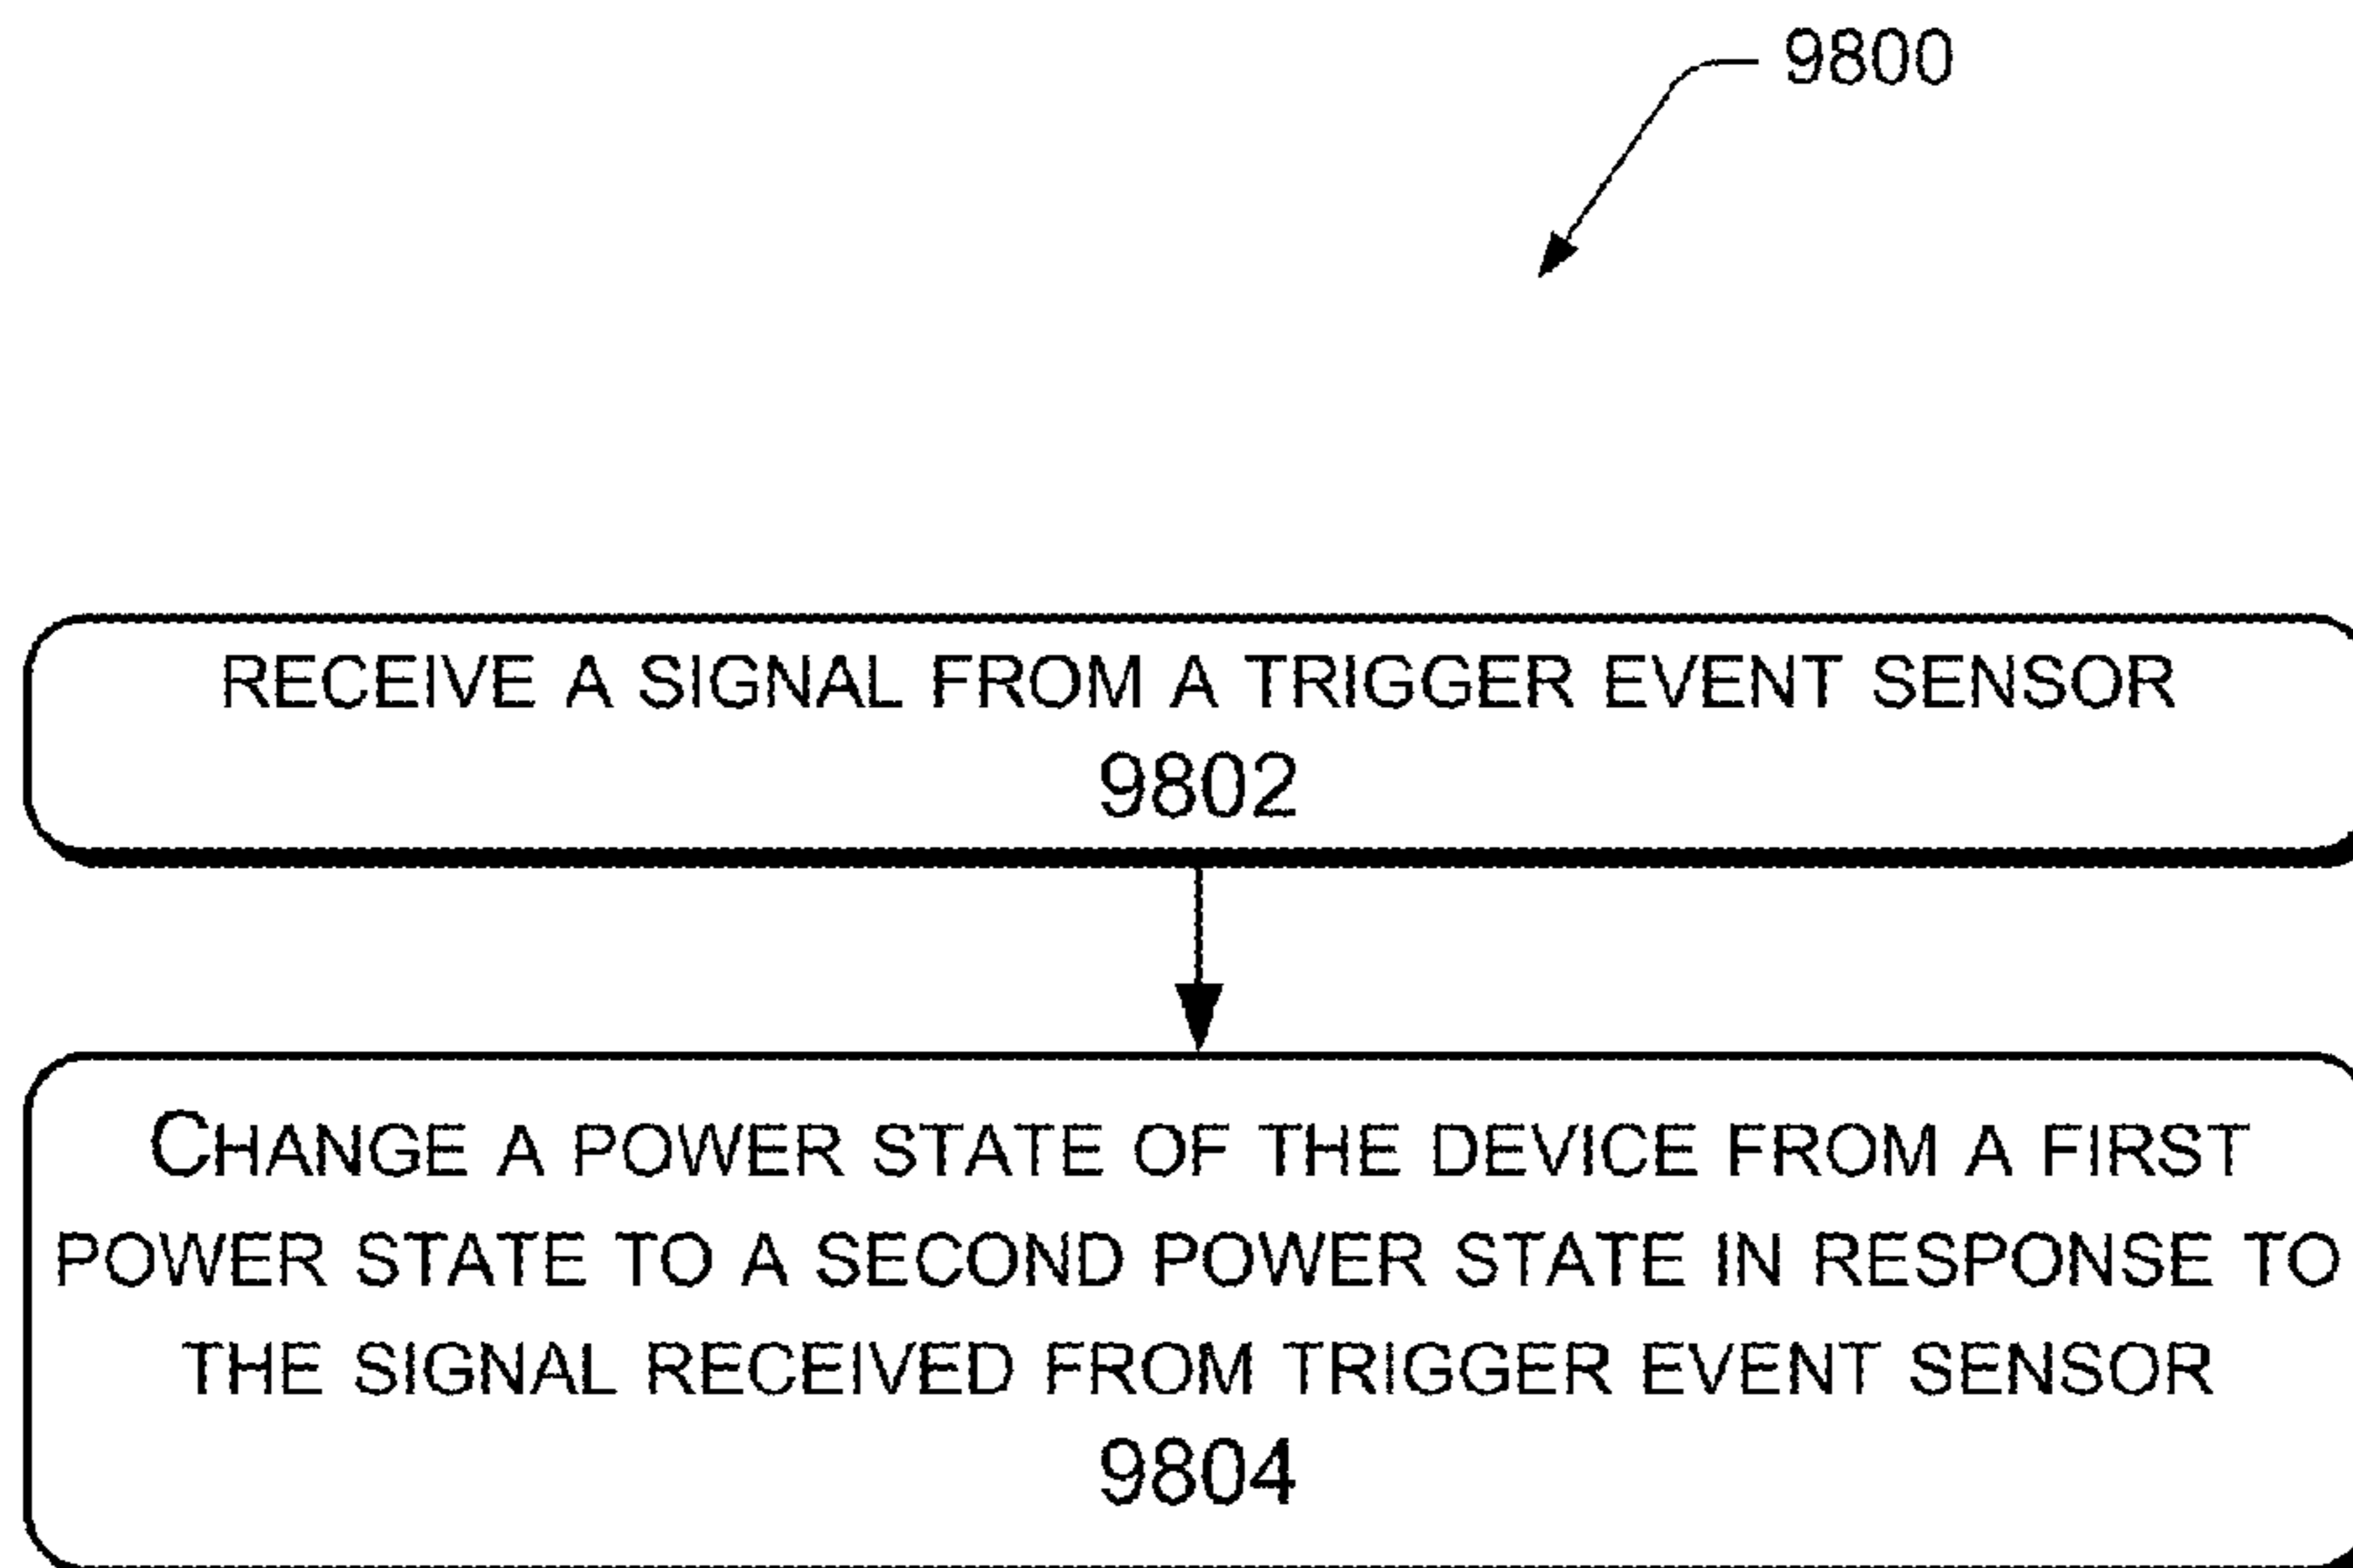 9800
RECEIVE A SIGNAL FROM A TRIGGER EVENT SENSOR
9802
CHANGE A POWER STATE OF THE DEVICE FROM A FIRST
POWER STATE TO A SECOND POWER STATE IN RESPONSE TO
THE SIGNAL RECEIVED FROM TRIGGER EVENT SENSOR
9804